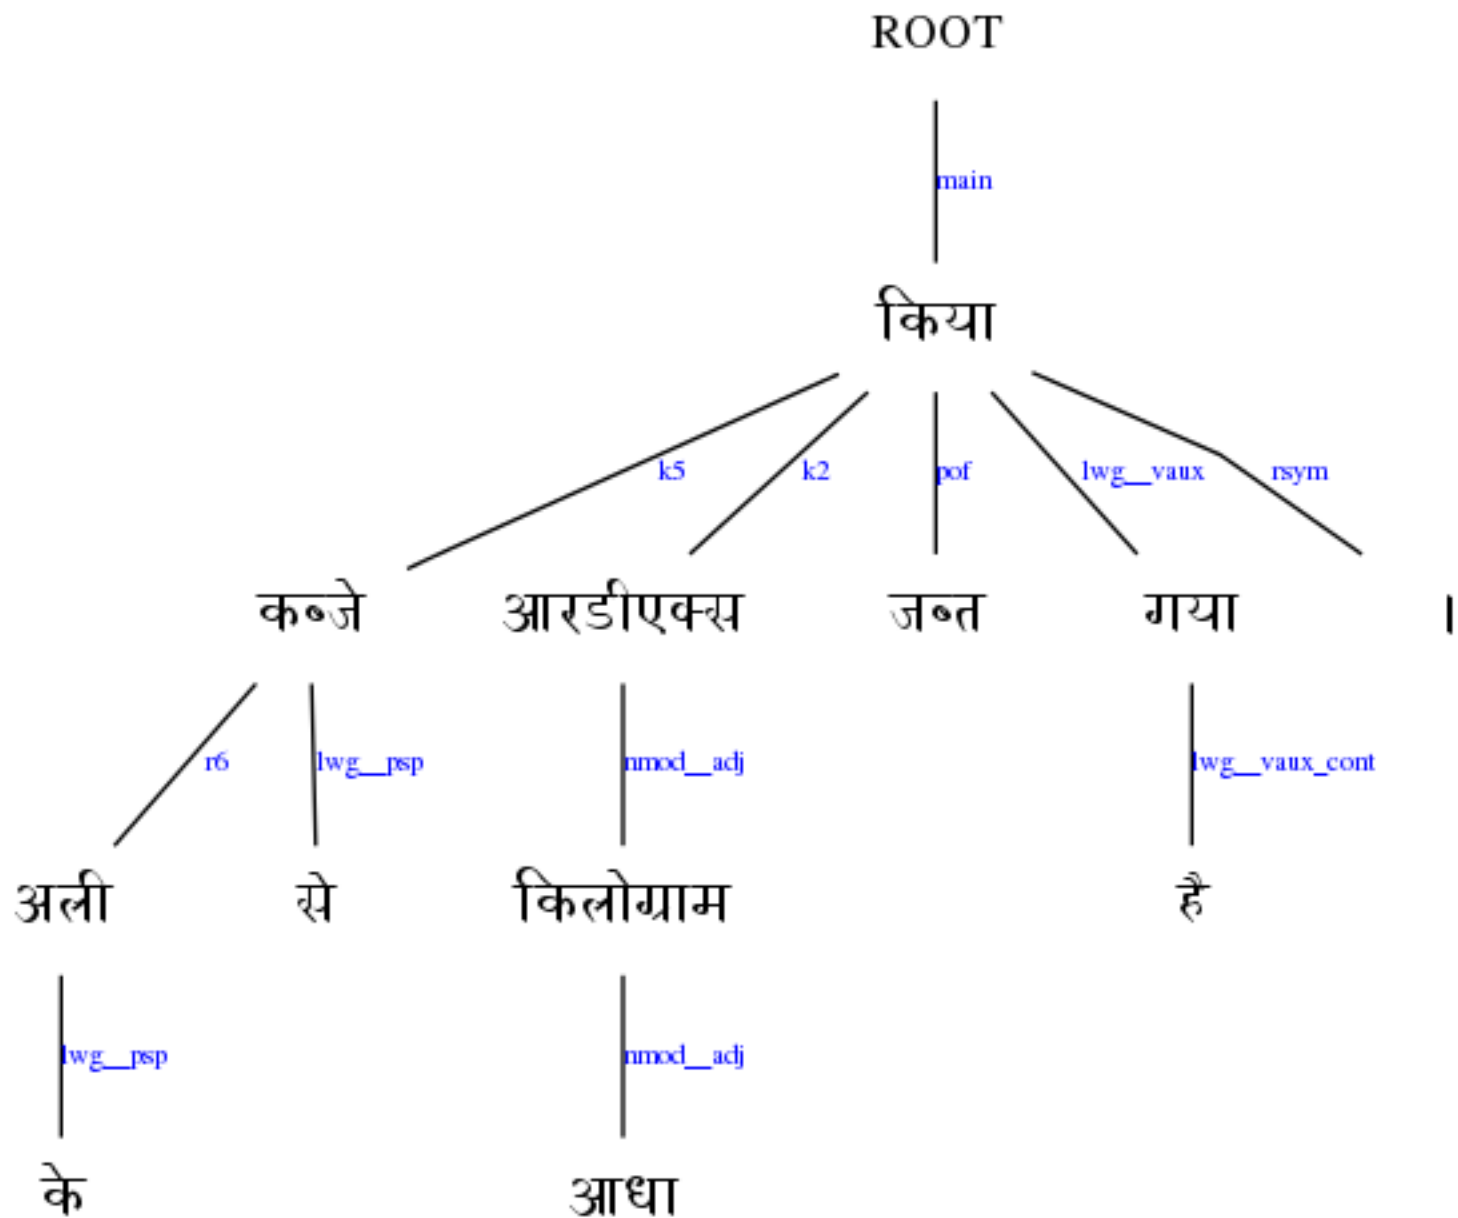 ROOT
main
किया
k5 k2 pof lwg__vaux rsym
कब्जे आरडीएक्स जब्त गया ।
r6 lwg__psp nmod__adj lwg__vaux_cont
अली से किलोग्राम है
lwg__psp nmod__adj
के आधा